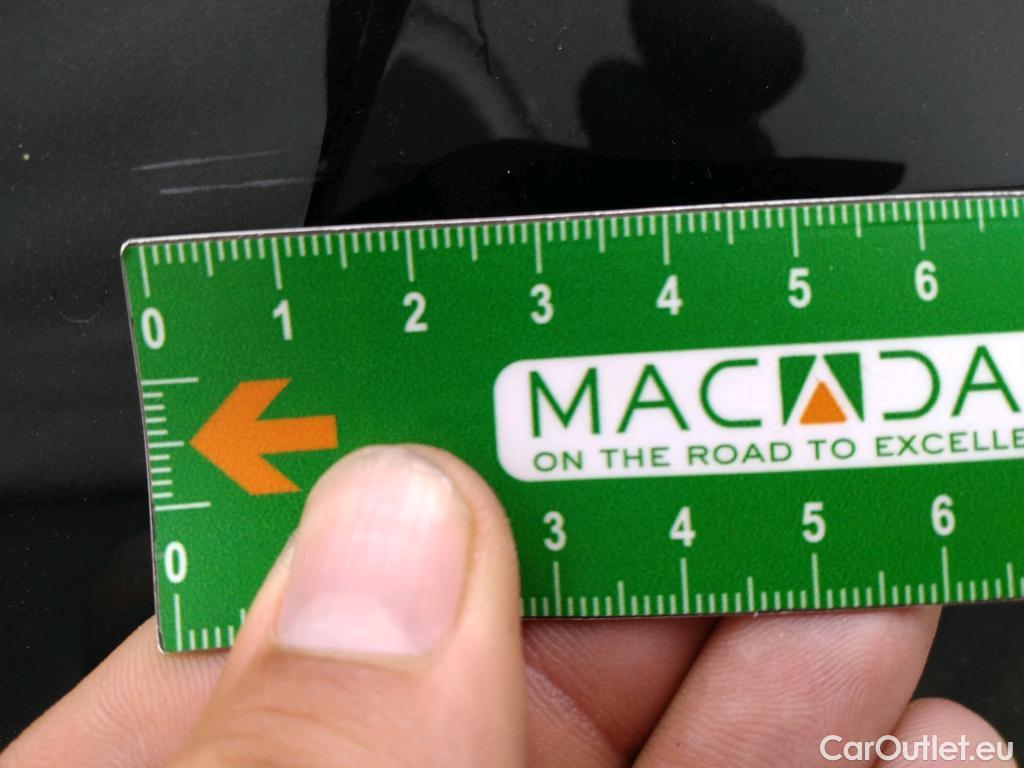 0 1 2 3 4 5 6
MACADA
ON THE ROAD TO EXCELLE
0 3 4 5 6
CarOutlet.eu